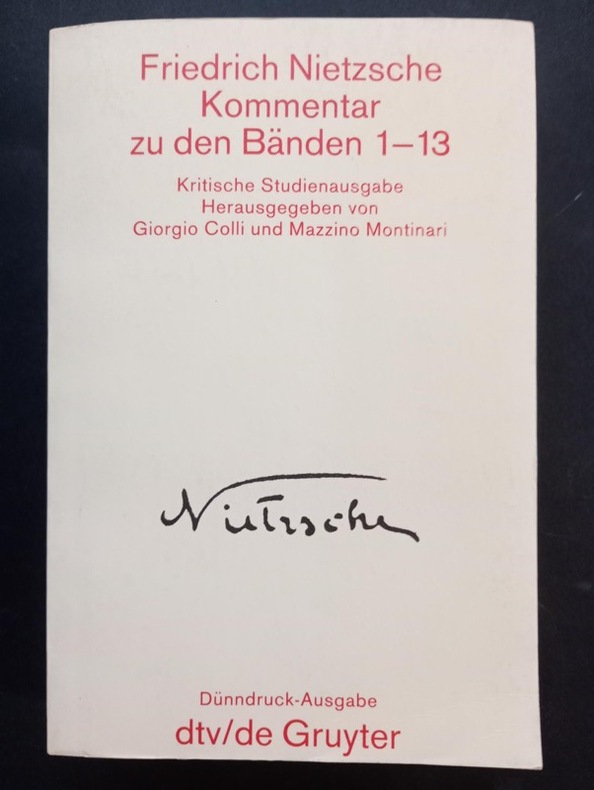 Friedrich Nietzsche
Kommentar
zu den Bänden 1–13
Kritische Studienausgabe
Herausgegeben von
Giorgio Colli und Mazzino Montinari
Nietzsche
Dünndruck-Ausgabe
dtv/de Gruyter